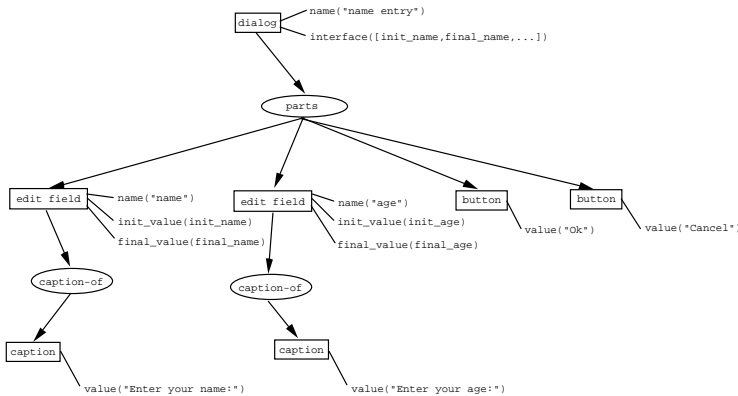 name("name entry")
dialog
interface([init_name,final_name,...])
parts
edit field
name("name")
init_value(init_name)
final_value(final_name)
edit field
name("age")
init_value(init_age)
final_value(final_age)
button
value("Ok")
button
value("Cancel")
caption-of
caption-of
caption
value("Enter your name:")
caption
value("Enter your age:")